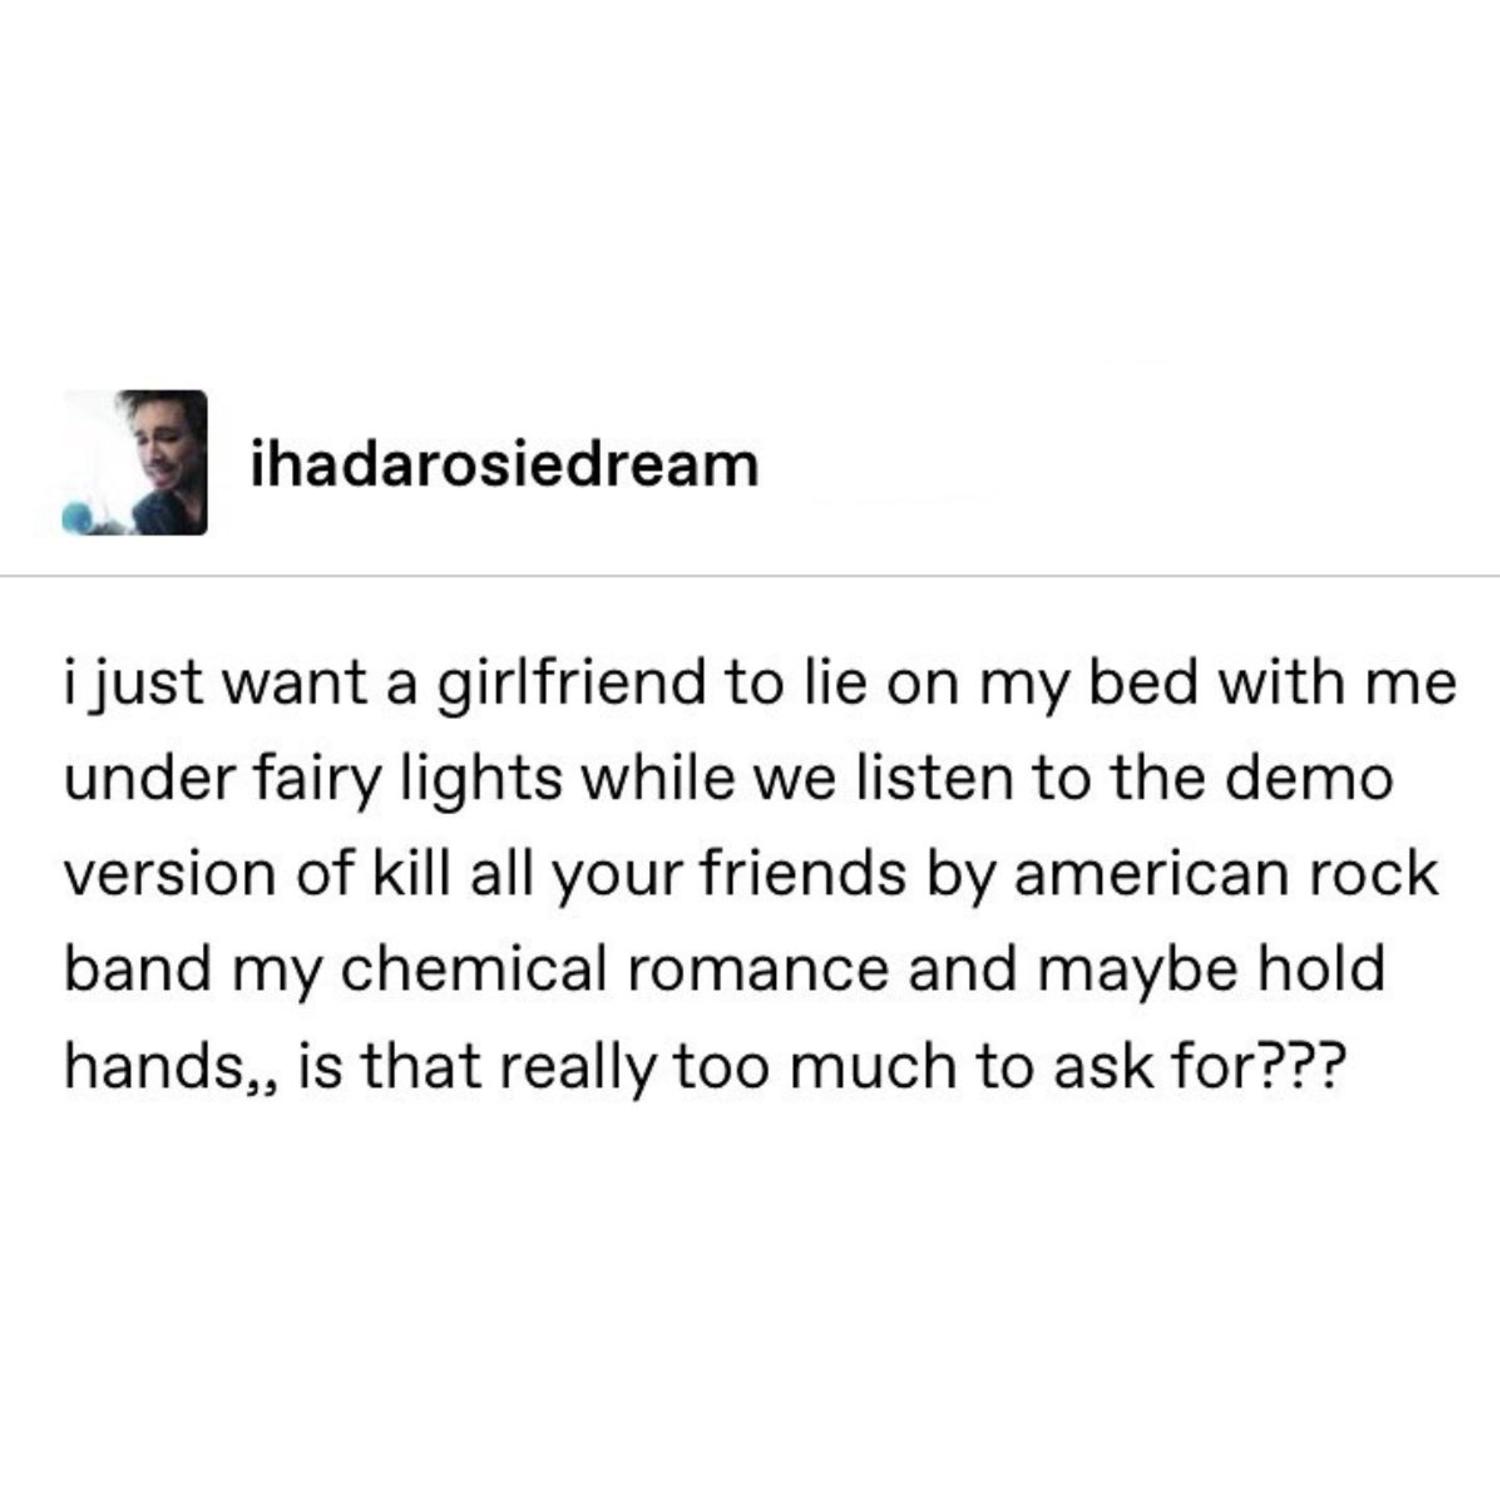 ihadarosiedream
i just want a girlfriend to lie on my bed with me
under fairy lights while we listen to the demo
version of kill all your friends by american rock
band my chemical romance and maybe hold
hands,, is that really too much to ask for???